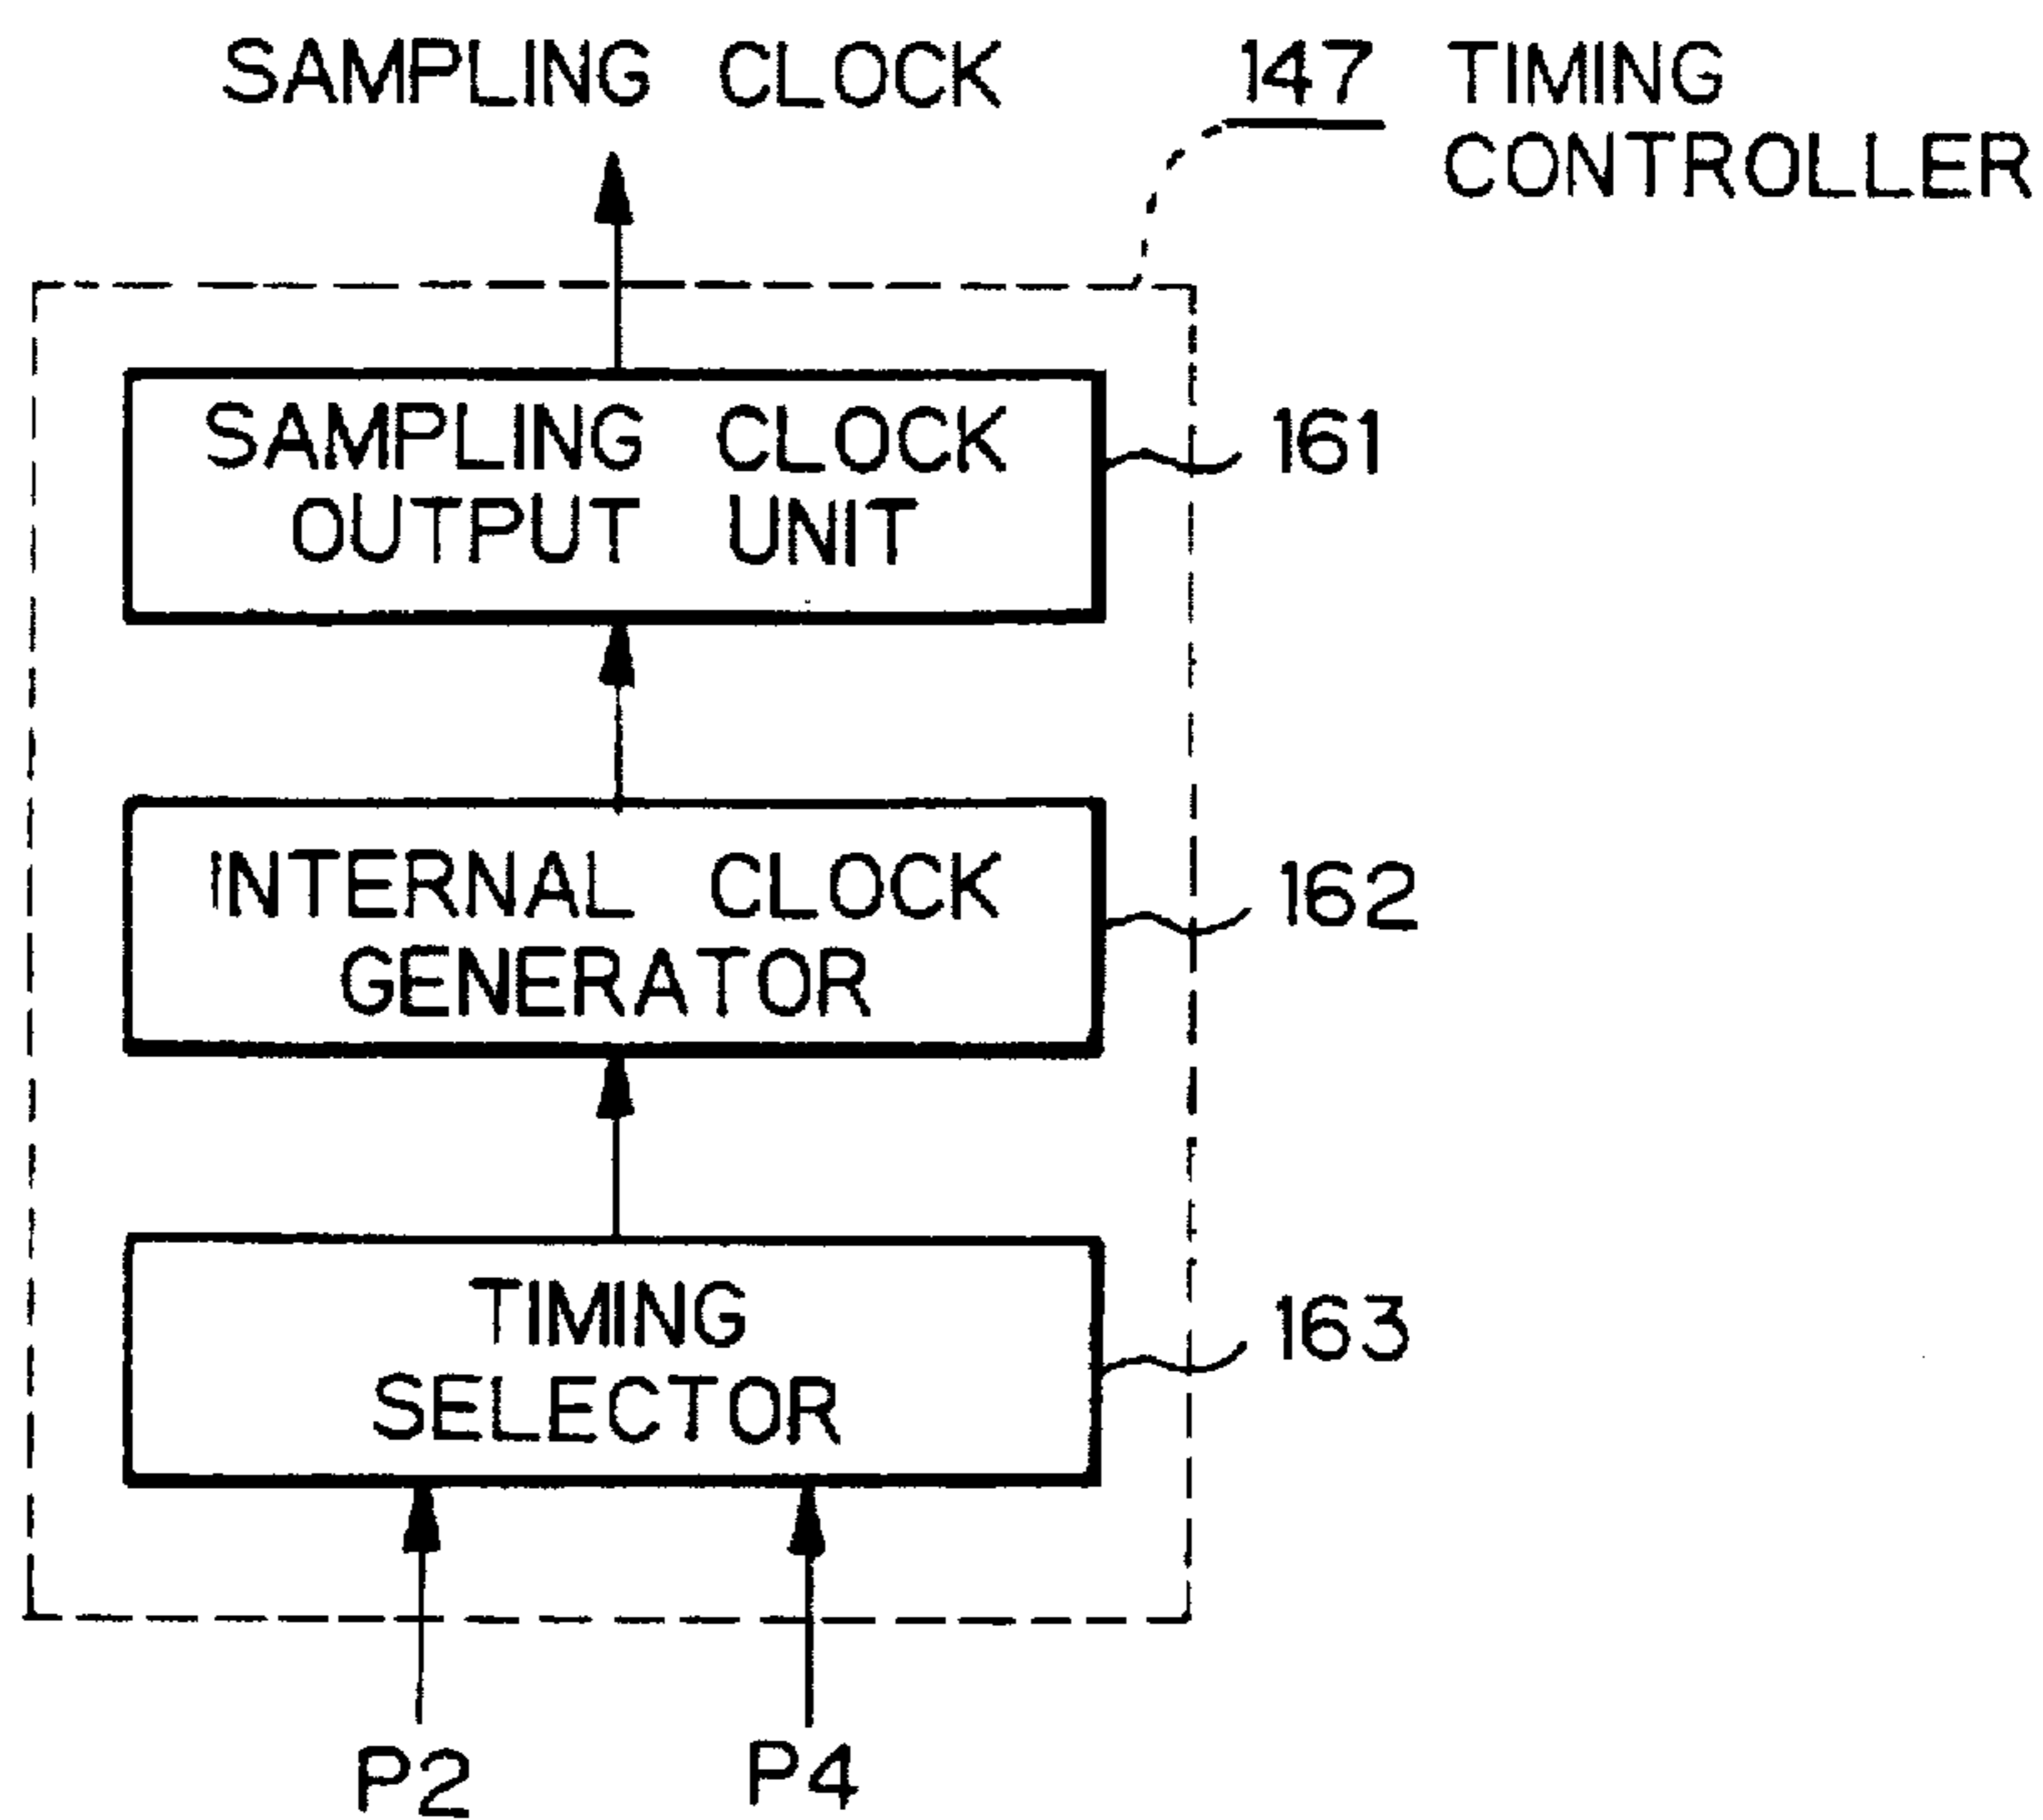 SAMPLING CLOCK
147 TIMING
CONTROLLER
SAMPLING CLOCK
OUTPUT UNIT
161
INTERNAL CLOCK
GENERATOR
162
TIMING
SELECTOR
163
P2
P4